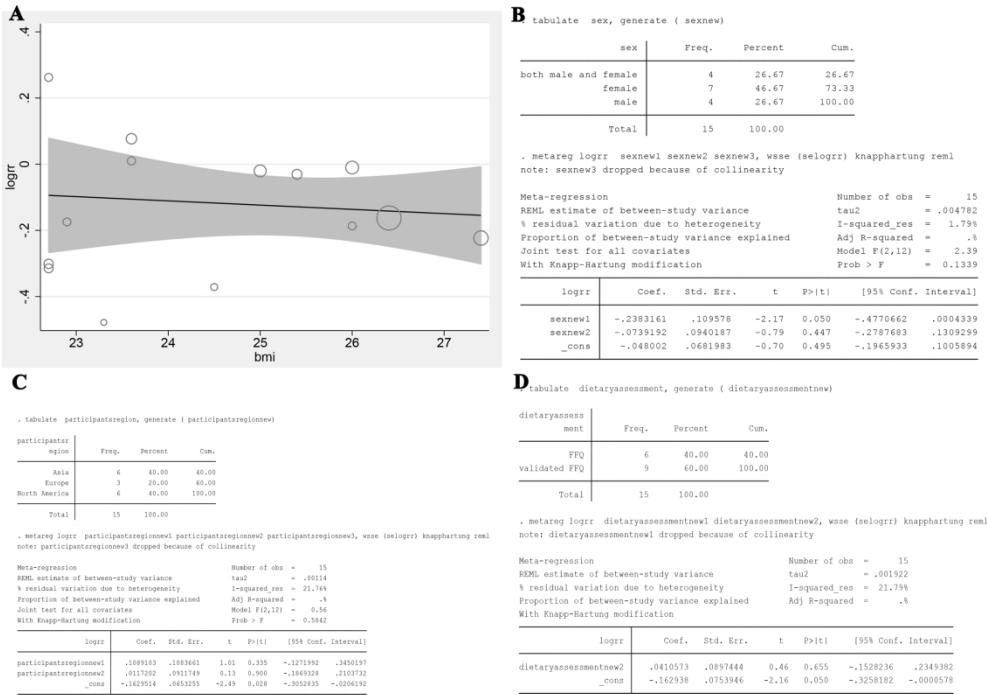 A
.4
.2
0
-.2
-.4
logrr
23 24 25 26 27
bmi
B
. tabulate sex, generate ( sexnew)
sex Freq. Percent Cum.
both male and female 4 26.67 26.67
female 7 46.67 73.33
male 4 26.67 100.00
Total 15 100.00
. metareg logrr sexnew1 sexnew2 sexnew3, wsse (selogrr) knapphartung reml
note: sexnew3 dropped because of collinearity
Meta-regression Number of obs = 15
REML estimate of between-study variance tau2 = .004782
% residual variation due to heterogeneity I-squared_res = 1.79%
Proportion of between-study variance explained Adj R-squared = .%
Joint test for all covariates Model F(2,12) = 2.39
With Knapp-Hartung modification Prob > F = 0.1339
logrr Coef. Std. Err. t P>|t| [95% Conf. Interval]
sexnew1 -.2383161 .109578 -2.17 0.050 -.4770662 .0004339
sexnew2 -.0739192 .0940187 -0.79 0.447 -.2787683 .1309299
_cons -.048002 .0681983 -0.70 0.495 -.1965933 .1005894
C
. tabulate participantsregion, generate ( participantsregionnew)
participantsr
egion Freq. Percent Cum.
Asia 6 40.00 40.00
Europe 3 20.00 60.00
North America 6 40.00 100.00
Total 15 100.00
. metareg logrr participantsregionnew1 participantsregionnew2 participantsregionnew3, wsse (selogrr) knapphartung reml
note: participantsregionnew3 dropped because of collinearity
Meta-regression Number of obs = 15
REML estimate of between-study variance tau2 = .00114
% residual variation due to heterogeneity I-squared_res = 21.76%
Proportion of between-study variance explained Adj R-squared = .%
Joint test for all covariates Model F(2,12) = 0.56
With Knapp-Hartung modification Prob > F = 0.5842
logrr Coef. Std. Err. t P>|t| [95% Conf. Interval]
participantsregionnew1 .1089103 .1083661 1.01 0.335 -.1271992 .3450197
participantsregionnew2 .0117202 .0911749 0.13 0.900 -.1869328 .2103732
_cons -.1629514 .0653255 -2.49 0.028 -.3052835 -.0206192
D
. tabulate dietaryassessment, generate ( dietaryassessmentnew)
dietaryassess
ment Freq. Percent Cum.
FFQ 6 40.00 40.00
validated FFQ 9 60.00 100.00
Total 15 100.00
. metareg logrr dietaryassessmentnew1 dietaryassessmentnew2, wsse (selogrr) knapphartung reml
note: dietaryassessmentnew1 dropped because of collinearity
Meta-regression Number of obs = 15
REML estimate of between-study variance tau2 = .001922
% residual variation due to heterogeneity I-squared_res = 21.79%
Proportion of between-study variance explained Adj R-squared = .%
With Knapp-Hartung modification
logrr Coef. Std. Err. t P>|t| [95% Conf. Interval]
dietaryassessmentnew2 .0410573 .0897444 0.46 0.655 -.1528236 .2349382
_cons -.162938 .0753946 -2.16 0.050 -.3258182 -.0000578